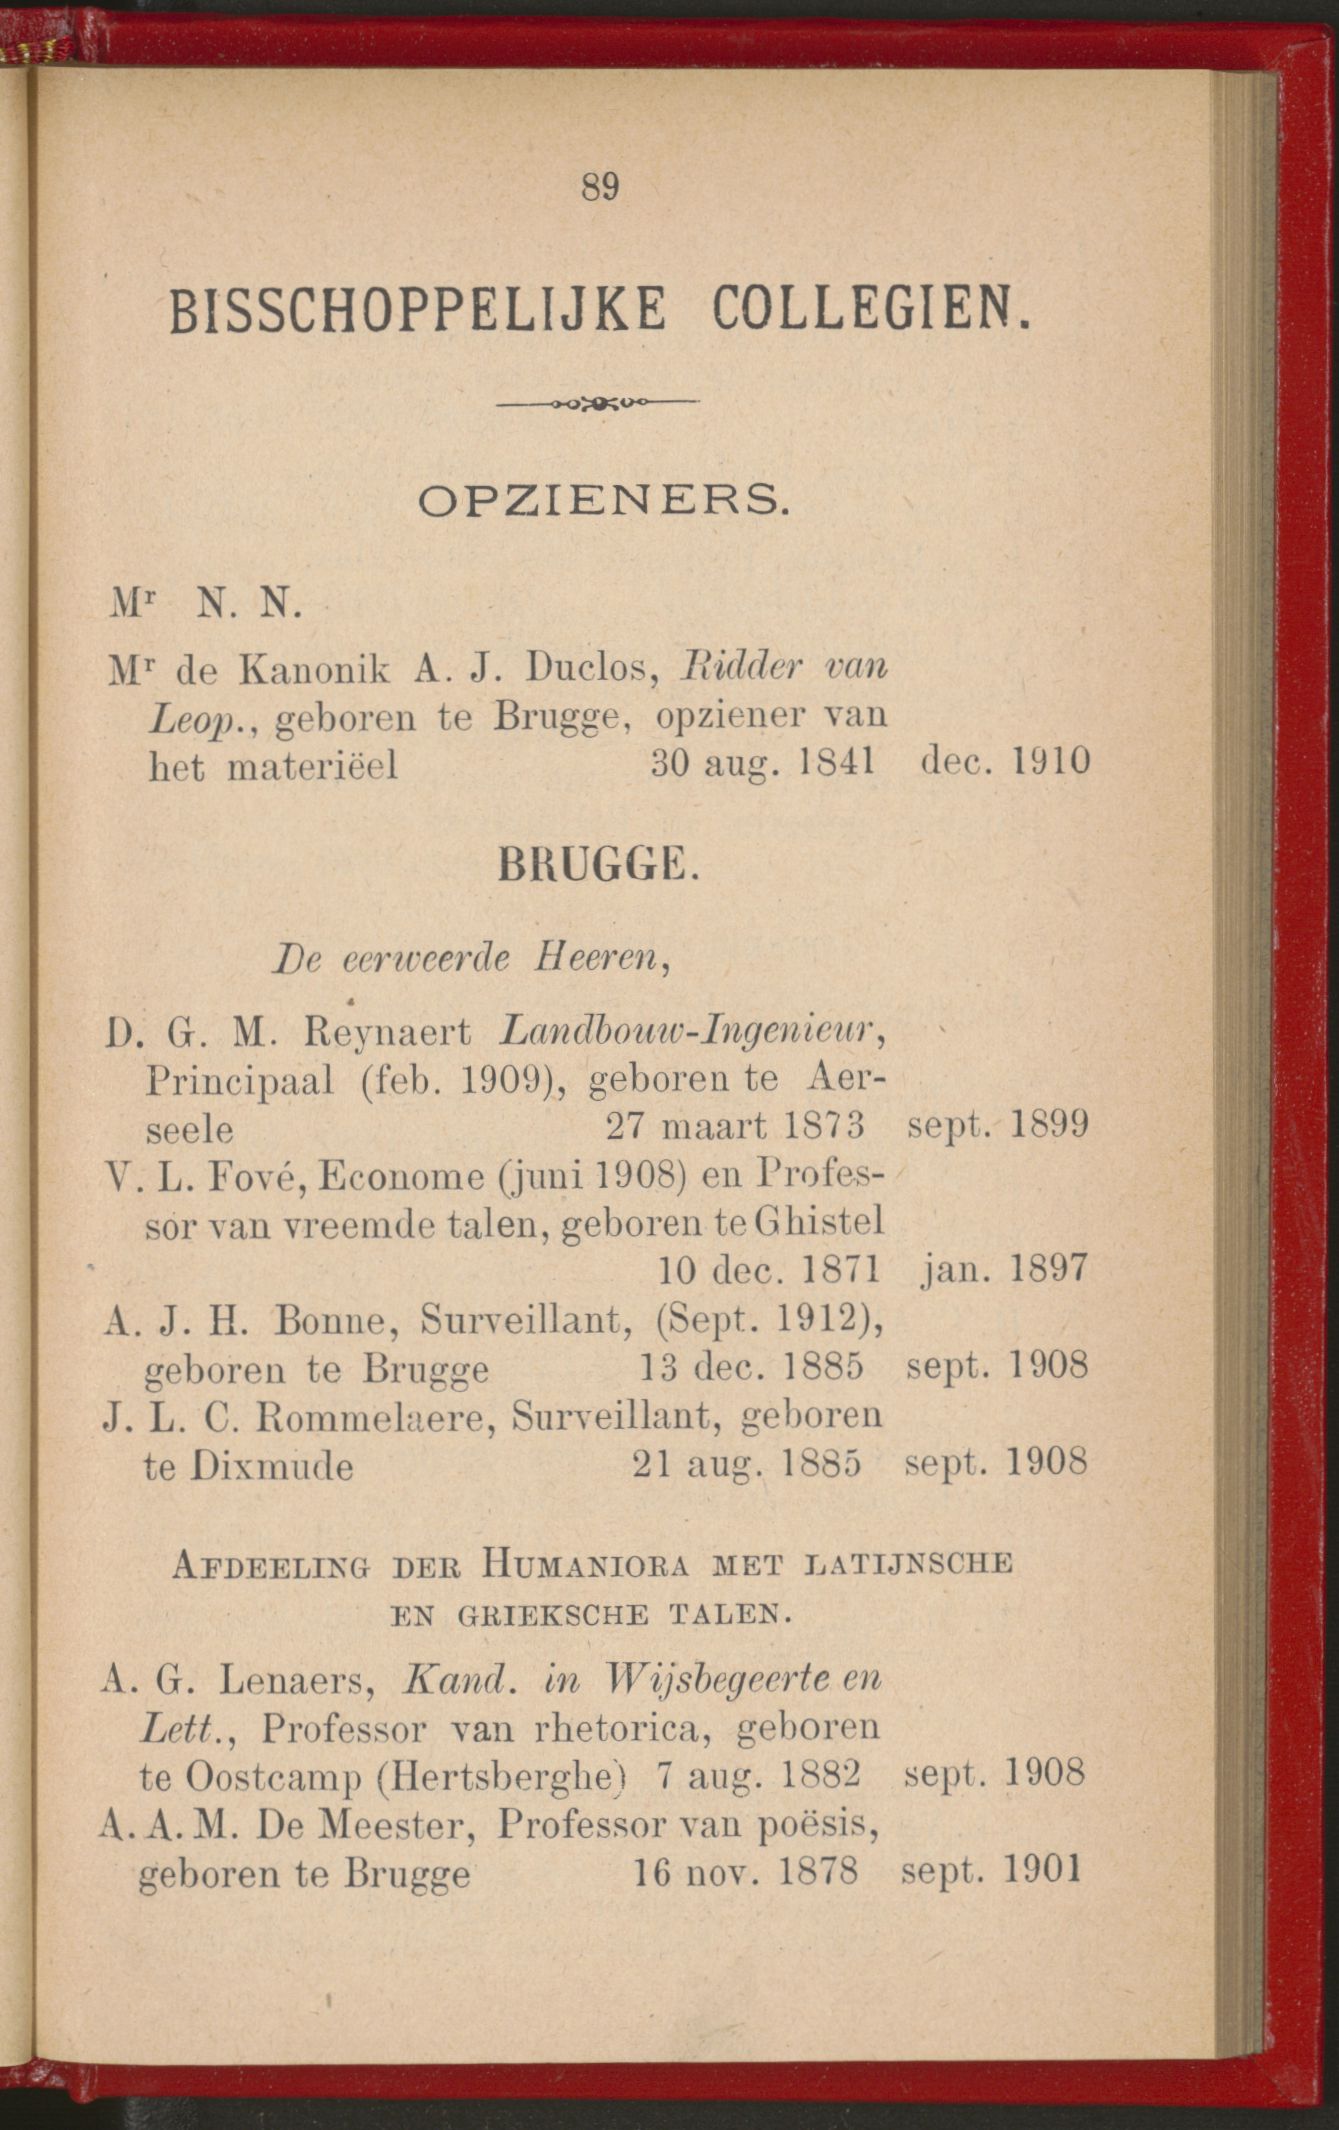 89
BISSCHOPPELIJKE COLLEGIEN.
OPZIENERS.
Mr N. N.
Mr de Kanonik A. J. Duclos, Ridder van
Leop., geboren te Brugge, opziener van
het materiëel 30 aug. 1841 dec. 1910
BRUGGE.
De eerweerde Heeren,
D. G. M. Reynaert Landbouw-Ingenieur,
Principaal (feb. 1909), geboren te Aer-
seele 27 maart 1873 sept. 1899
V. L. Fové, Econome (juni 1908) en Profes-
sor van vreemde talen, geboren te Ghistel
10 dec. 1871 jan. 1897
A. J. H. Bonne, Surveillant, (Sept. 1912),
geboren te Brugge 13 dec. 1885 sept. 1908
J. L. C. Rommelaere, Surveillant, geboren
te Dixmude 21 aug. 1885 sept. 1908
AFDEELING DER HUMANIORA MET LATIJNSCHE
EN GRIEKSCHE TALEN.
A. G. Lenaers, Kand. in Wijsbegeerte en
Lett., Professor van rhetorica, geboren
te Oostcamp (Hertsberghe) 7 aug. 1882 sept. 1908
A. A. M. De Meester, Professor van poësis,
geboren te Brugge 16 nov. 1878 sept. 1901